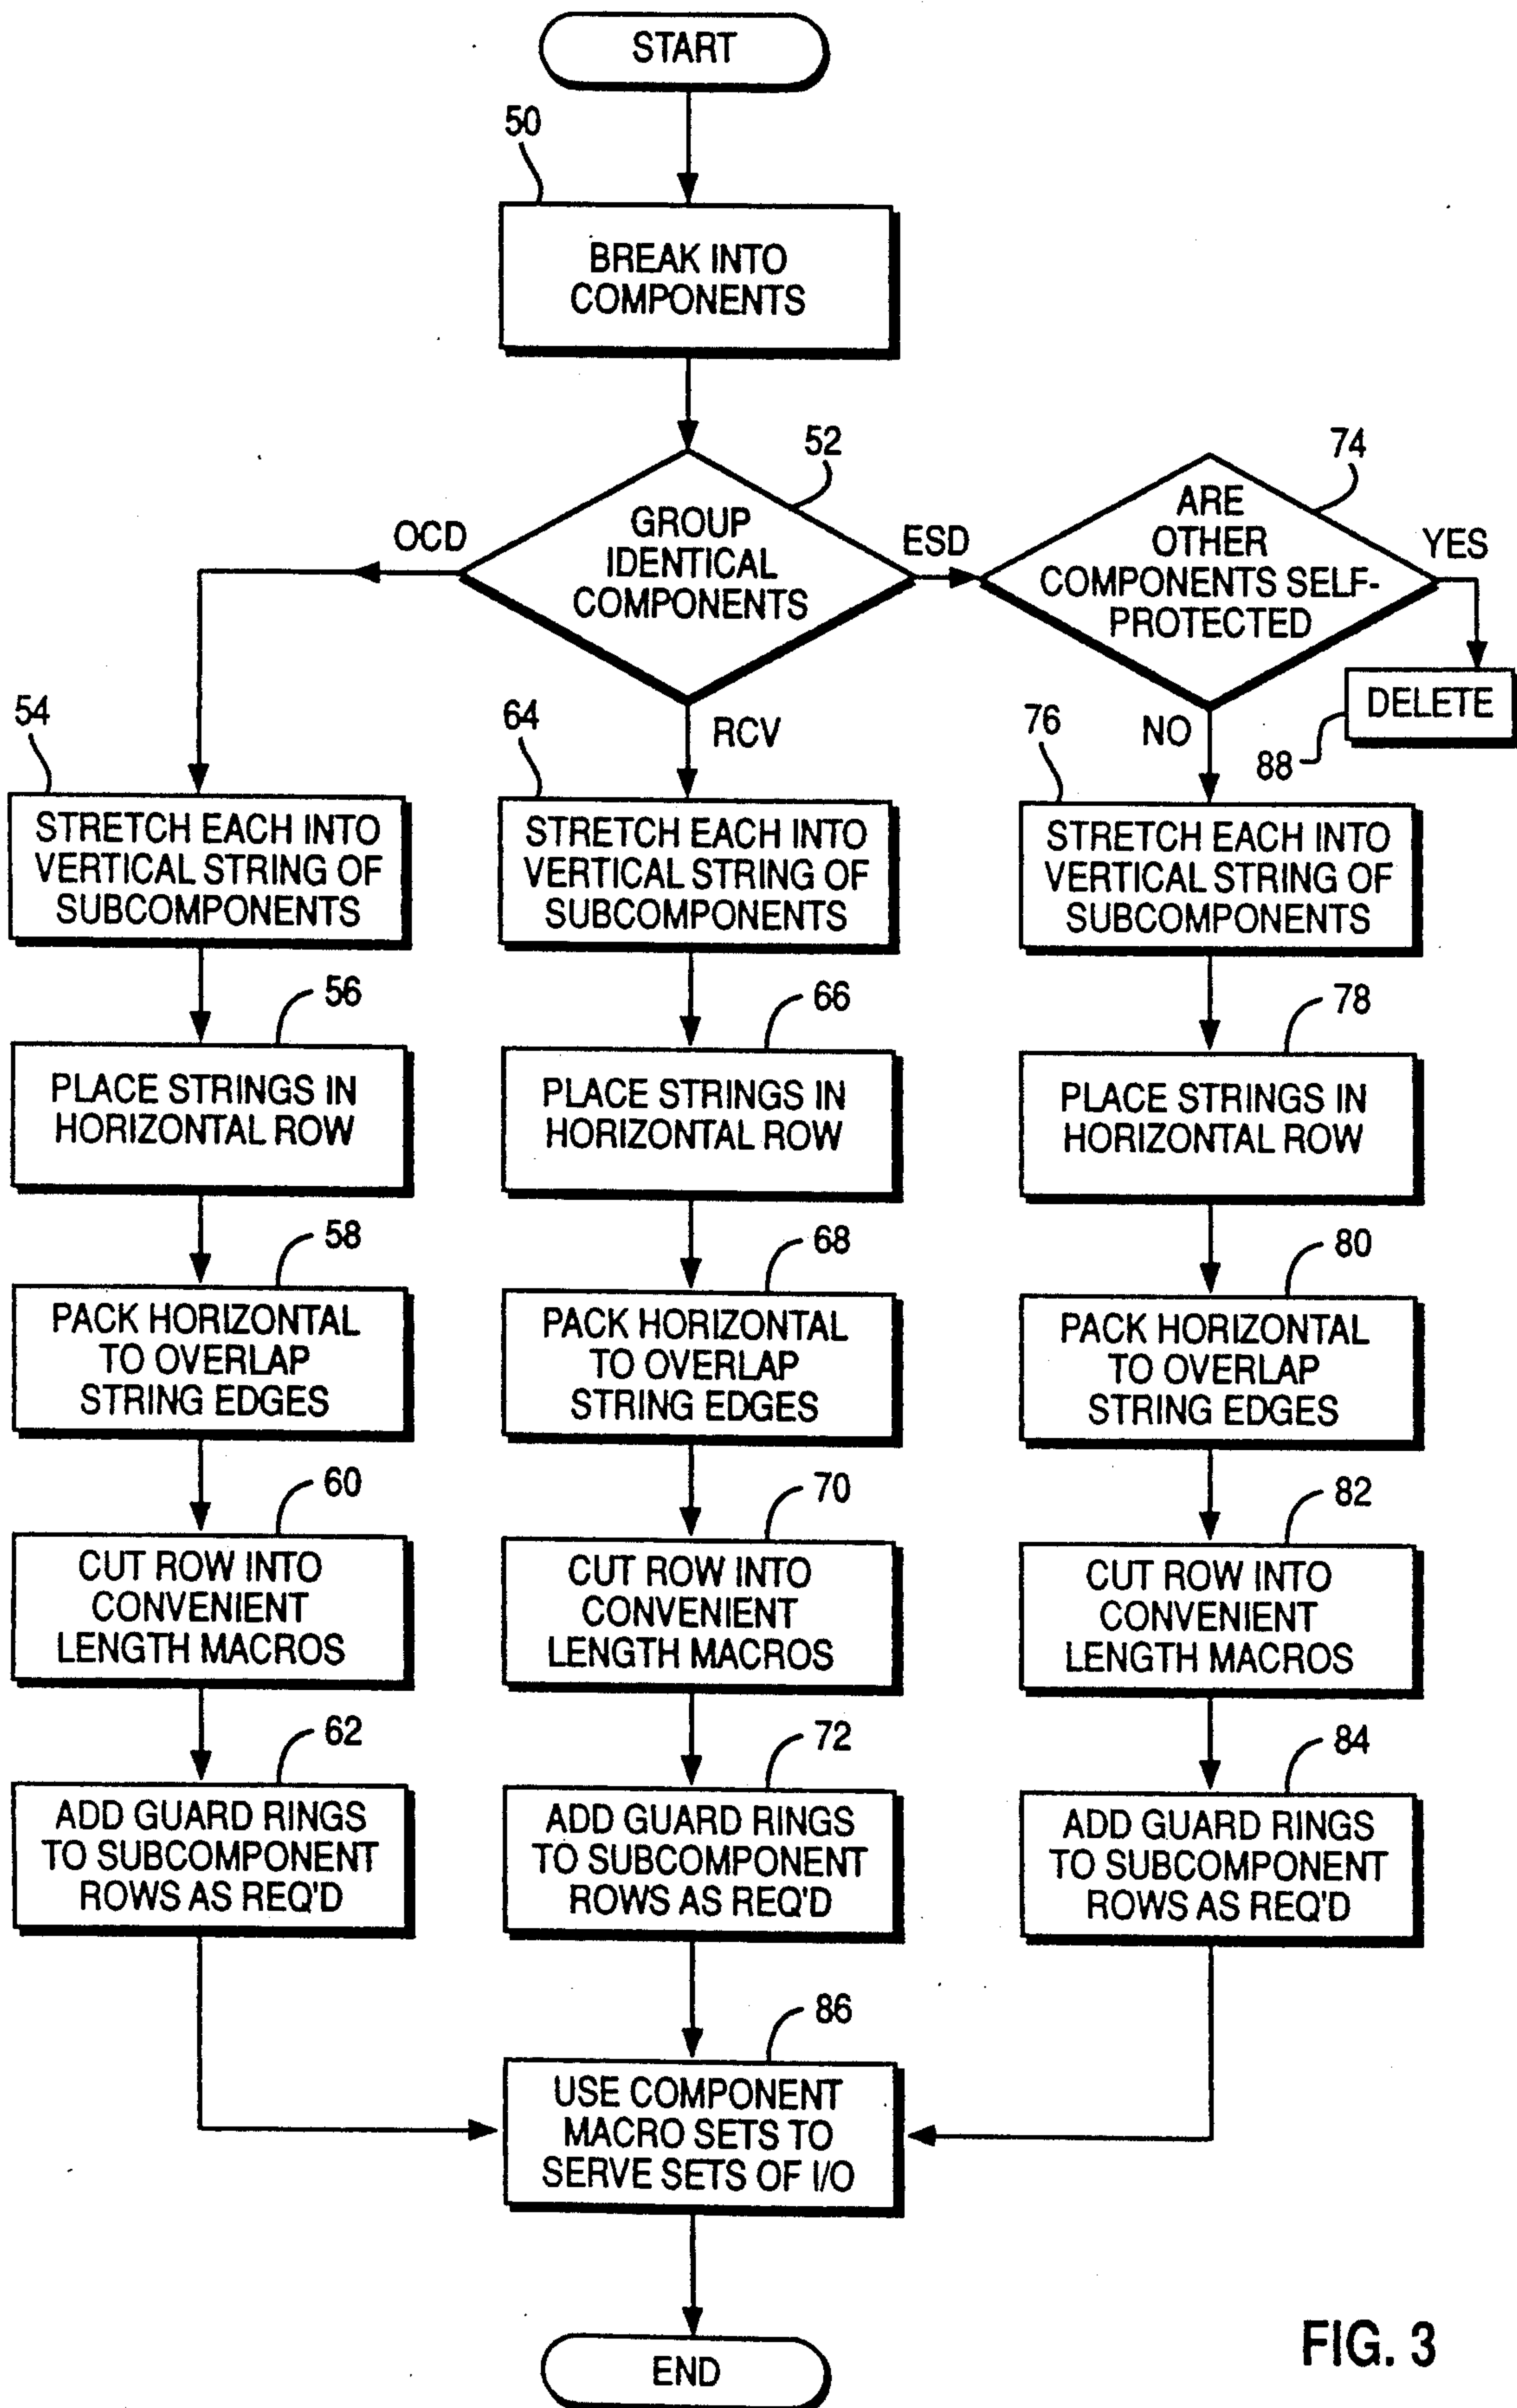 START
50
BREAK INTO
COMPONENTS
52
GROUP
IDENTICAL
COMPONENTS
OCD
ESD
RCV
74
ARE
OTHER
COMPONENTS SELF-
PROTECTED
YES
NO
DELETE
88
54
STRETCH EACH INTO
VERTICAL STRING OF
SUBCOMPONENTS
56
PLACE STRINGS IN
HORIZONTAL ROW
58
PACK HORIZONTAL
TO OVERLAP
STRING EDGES
60
CUT ROW INTO
CONVENIENT
LENGTH MACROS
62
ADD GUARD RINGS
TO SUBCOMPONENT
ROWS AS REQ'D
64
STRETCH EACH INTO
VERTICAL STRING OF
SUBCOMPONENTS
66
PLACE STRINGS IN
HORIZONTAL ROW
68
PACK HORIZONTAL
TO OVERLAP
STRING EDGES
70
CUT ROW INTO
CONVENIENT
LENGTH MACROS
72
ADD GUARD RINGS
TO SUBCOMPONENT
ROWS AS REQ'D
76
STRETCH EACH INTO
VERTICAL STRING OF
SUBCOMPONENTS
78
PLACE STRINGS IN
HORIZONTAL ROW
80
PACK HORIZONTAL
TO OVERLAP
STRING EDGES
82
CUT ROW INTO
CONVENIENT
LENGTH MACROS
84
ADD GUARD RINGS
TO SUBCOMPONENT
ROWS AS REQ'D
86
USE COMPONENT
MACRO SETS TO
SERVE SETS OF I/O
END
FIG. 3